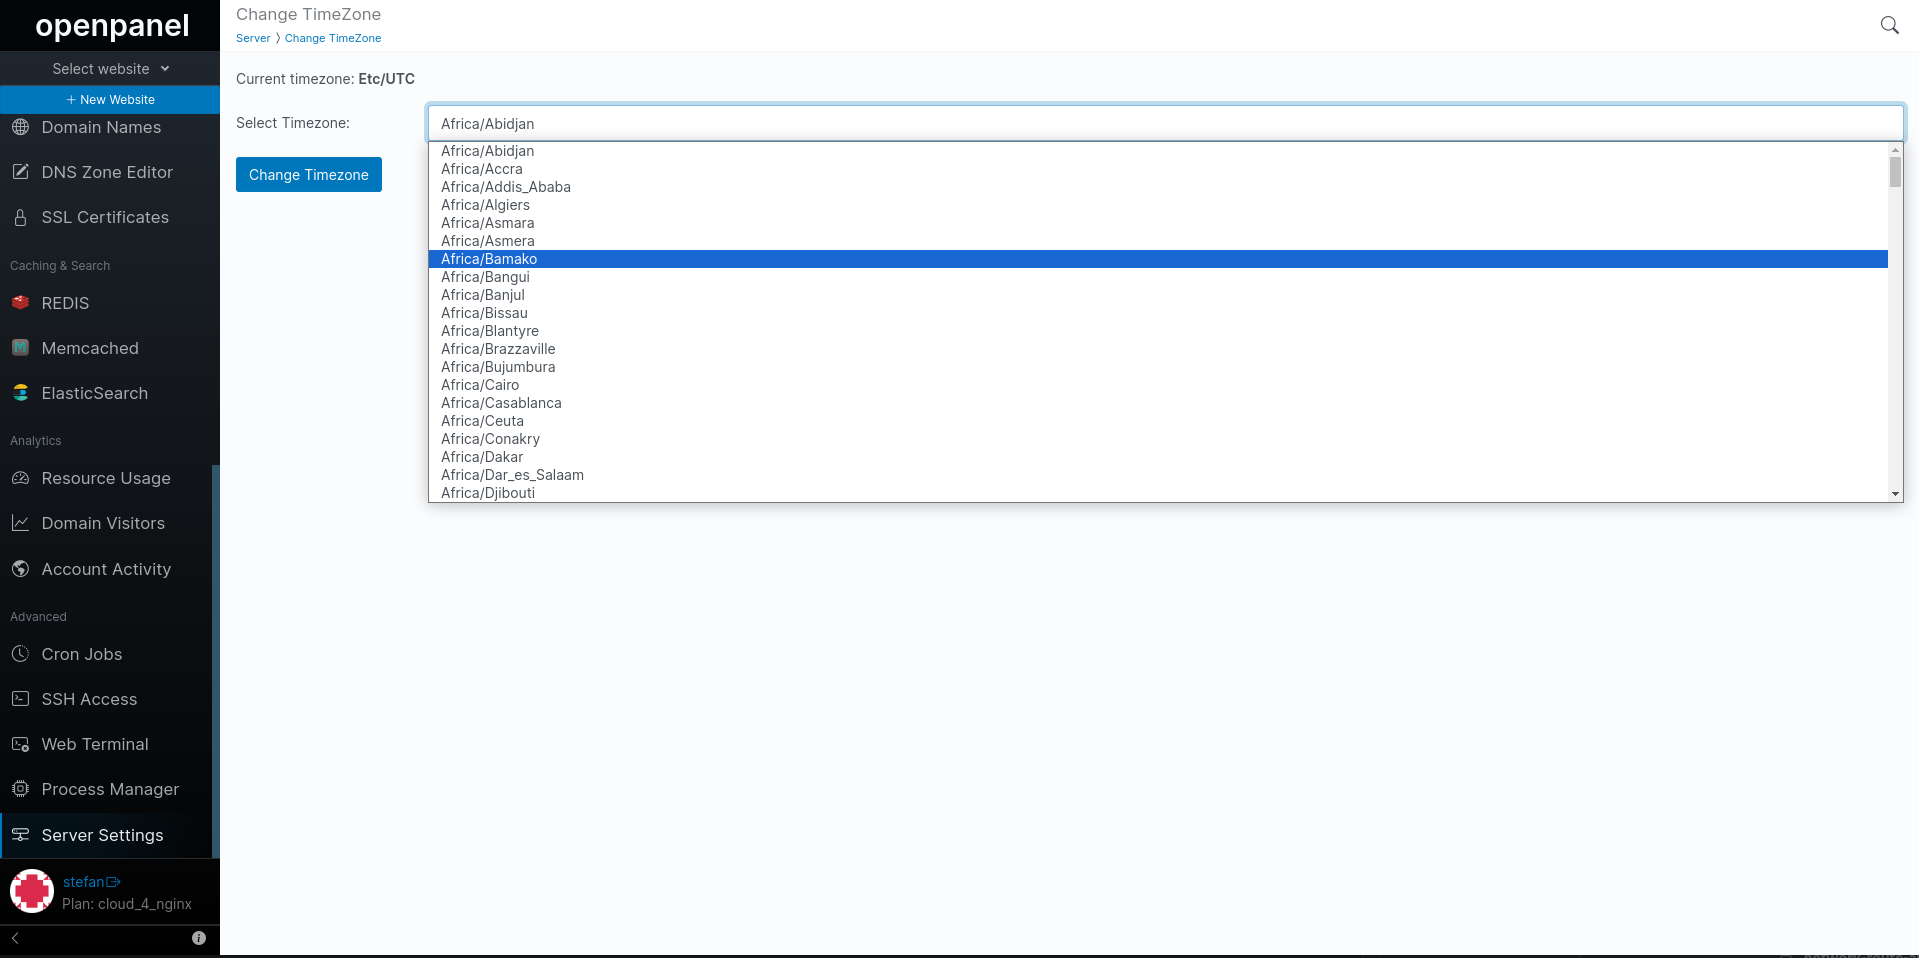 openpanel
Select website
+ New Website
Domain Names
DNS Zone Editor
SSL Certificates
Caching & Search
REDIS
Memcached
ElasticSearch
Analytics
Resource Usage
Domain Visitors
Account Activity
Advanced
Cron Jobs
SSH Access
Web Terminal
Process Manager
Server Settings
stefan
Plan: cloud_4_nginx
Change TimeZone
Server 〉 Change TimeZone
Current timezone: Etc/UTC
Select Timezone: Africa/Abidjan
Change Timezone
Africa/Abidjan
Africa/Accra
Africa/Addis_Ababa
Africa/Algiers
Africa/Asmara
Africa/Asmera
Africa/Bamako
Africa/Bangui
Africa/Banjul
Africa/Bissau
Africa/Blantyre
Africa/Brazzaville
Africa/Bujumbura
Africa/Cairo
Africa/Casablanca
Africa/Ceuta
Africa/Conakry
Africa/Dakar
Africa/Dar_es_Salaam
Africa/Djibouti